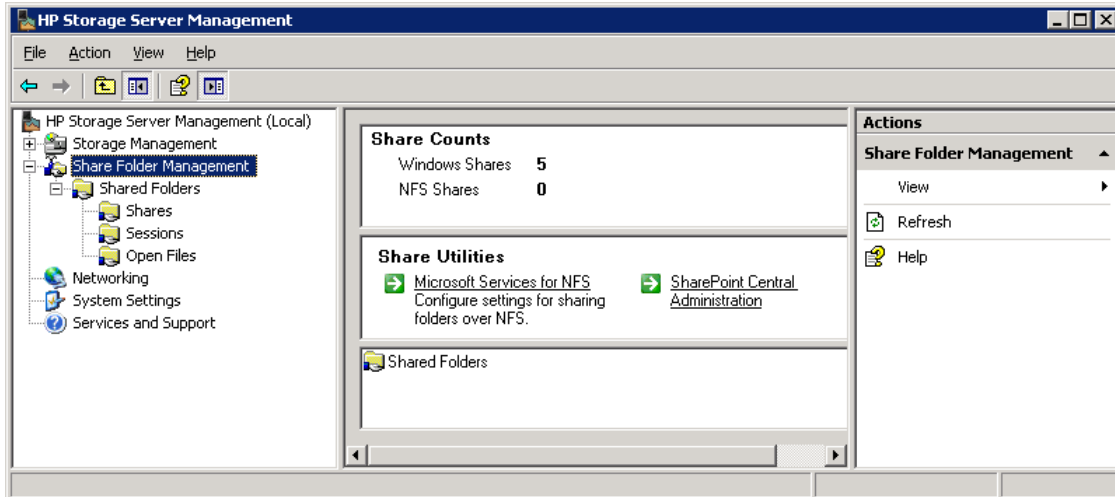 HP Storage Server Management
File Action View Help
HP Storage Server Management (Local)
Storage Management
Share Folder Management
Shared Folders
Shares
Sessions
Open Files
Networking
System Settings
Services and Support
Share Counts
Windows Shares 5
NFS Shares 0
Share Utilities
Microsoft Services for NFS
Configure settings for sharing
folders over NFS.
SharePoint Central
Administration
Shared Folders
Actions
Share Folder Management
View
Refresh
Help